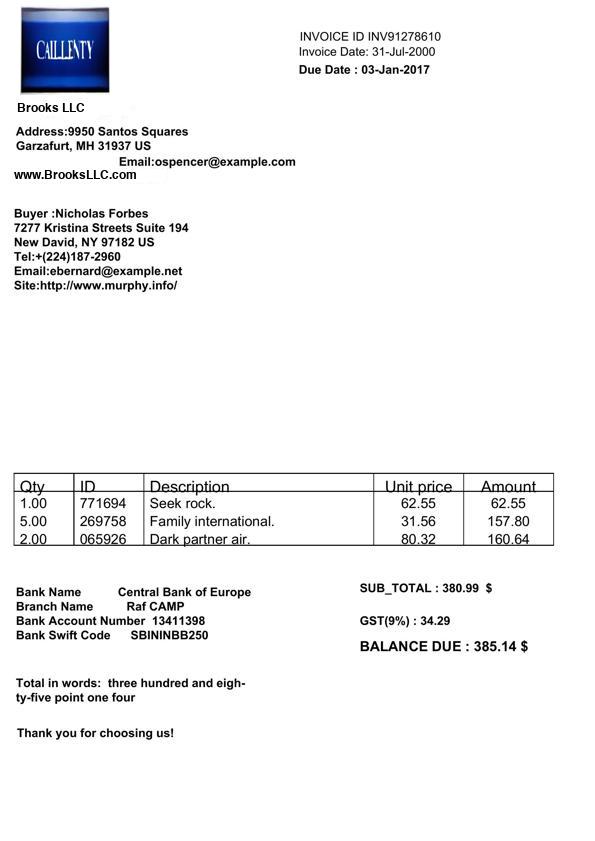 CAILLENTY
INVOICE ID INV91278610
Invoice Date: 31-Jul-2000
Due Date : 03-Jan-2017
Brooks LLC
Address:9950 Santos Squares
Garzafurt, MH 31937 US
Email:ospencer@example.com
www.BrooksLLC.com
Buyer :Nicholas Forbes
7277 Kristina Streets Suite 194
New David, NY 97182 US
Tel:+(224)187-2960
Email:ebernard@example.net
Site:http://www.murphy.info/
Qty ID Description Unit price Amount
1.00 771694 Seek rock. 62.55 62.55
5.00 269758 Family international. 31.56 157.80
2.00 065926 Dark partner air. 80.32 160.64
Bank Name Central Bank of Europe
Branch Name Raf CAMP
Bank Account Number 13411398
Bank Swift Code SBININBB250
SUB_TOTAL : 380.99 $
GST(9%) : 34.29
BALANCE DUE : 385.14 $
Total in words: three hundred and eigh-
ty-five point one four
Thank you for choosing us!